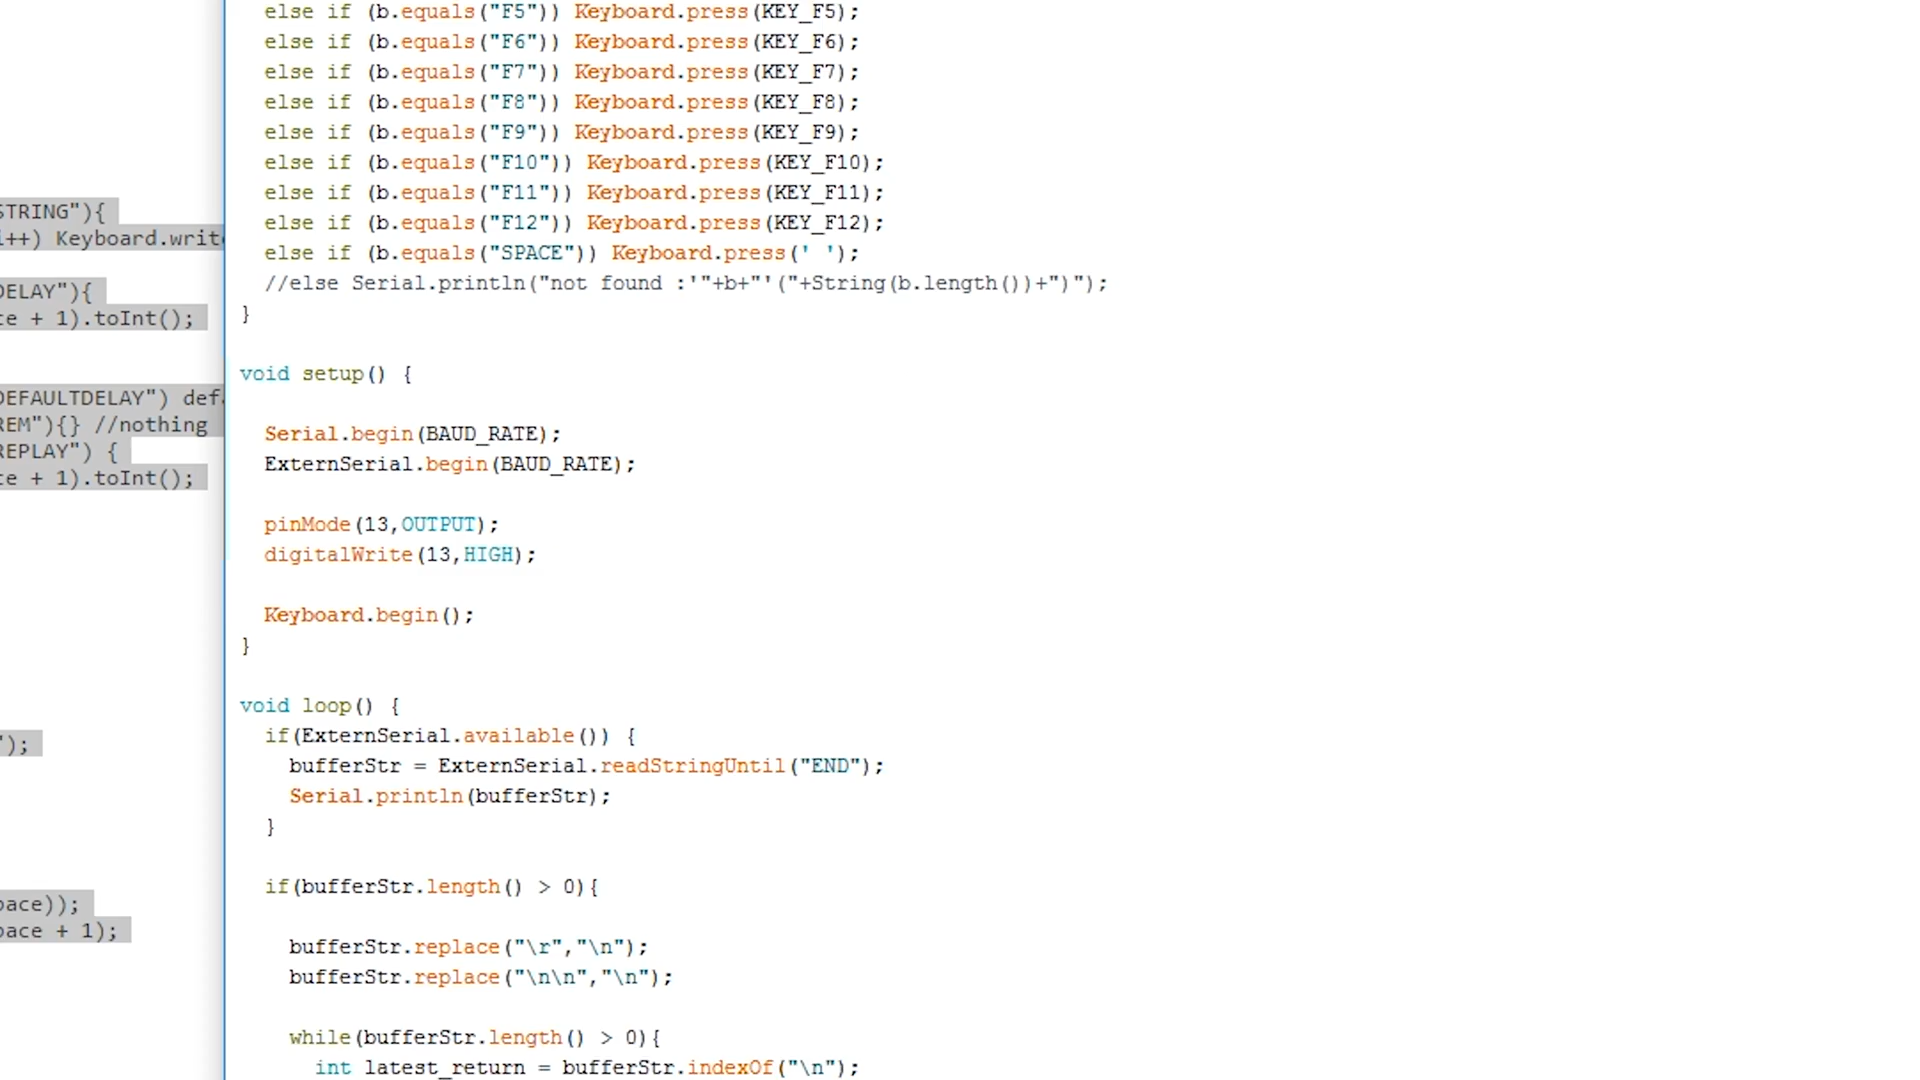 else if (b.equals("F5")) Keyboard.press(KEY_F5);
else if (b.equals("F6")) Keyboard.press(KEY_F6);
else if (b.equals("F7")) Keyboard.press(KEY_F7);
else if (b.equals("F8")) Keyboard.press(KEY_F8);
else if (b.equals("F9")) Keyboard.press(KEY_F9);
else if (b.equals("F10")) Keyboard.press(KEY_F10);
else if (b.equals("F11")) Keyboard.press(KEY_F11);
else if (b.equals("F12")) Keyboard.press(KEY_F12);
else if (b.equals("SPACE")) Keyboard.press(' ');
//else Serial.println("not found :'"+b+"'("+String(b.length())+")");
}
void setup() {
Serial.begin(BAUD_RATE);
ExternSerial.begin(BAUD_RATE);
pinMode(13,OUTPUT);
digitalWrite(13,HIGH);
Keyboard.begin();
}
void loop() {
if(ExternSerial.available()) {
bufferStr = ExternSerial.readStringUntil("END");
Serial.println(bufferStr);
}
if(bufferStr.length() > 0){
bufferStr.replace("\r","\n");
bufferStr.replace("\n\n","\n");
while(bufferStr.length() > 0){
int latest_return = bufferStr.indexOf("\n");
STRING"){
i++) Keyboard.write
DELAY"){
ce + 1).toInt();
DEFAULTDELAY") defa
REM"){} //nothing
REPLAY") {
ce + 1).toInt();
");
pace));
pace + 1);